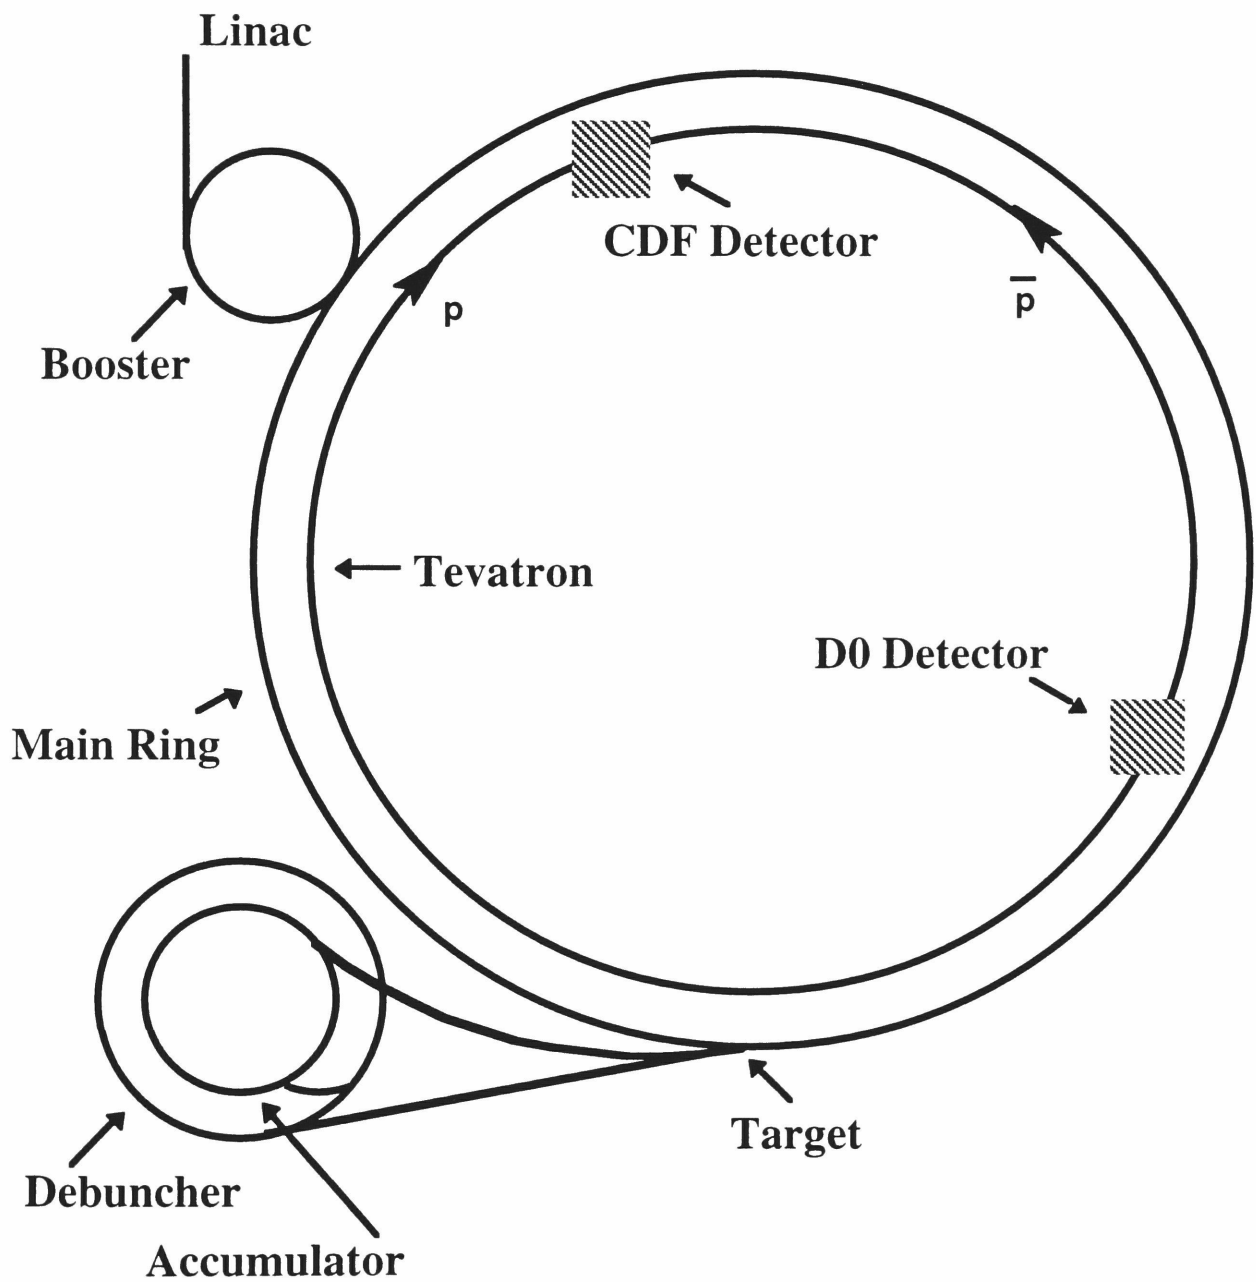 Linac
CDF Detector
p
p̅
Booster
Tevatron
D0 Detector
Main Ring
Target
Debuncher
Accumulator